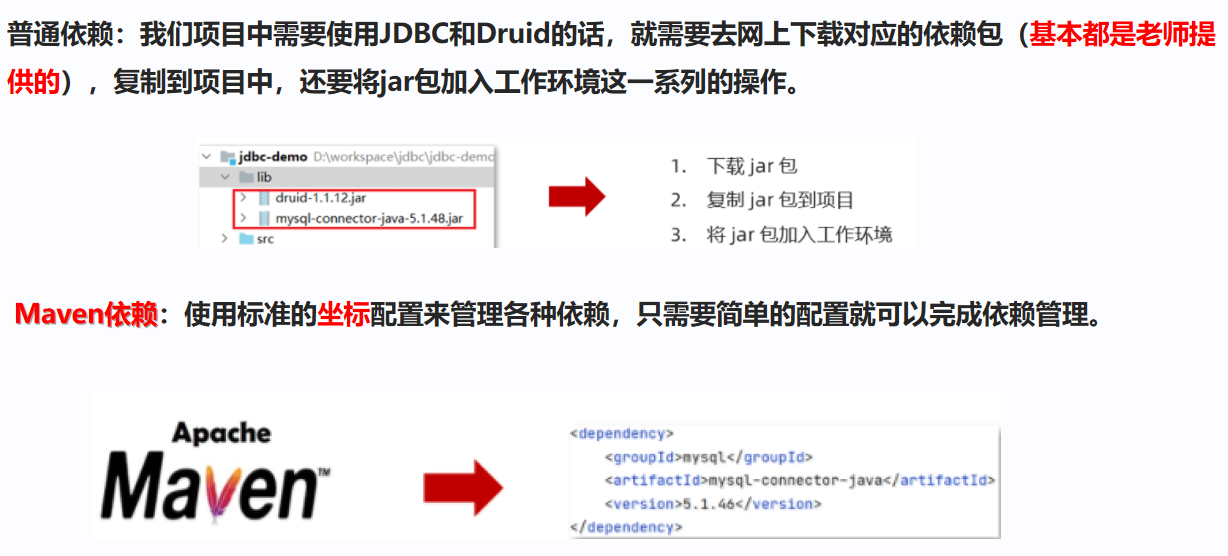 普通依赖：我们项目中需要使用JDBC和Druid的话，就需要去网上下载对应的依赖包（基本都是老师提
供的），复制到项目中，还要将jar包加入工作环境这一系列的操作。
jdbc-demo D:\workspace\jdbc\jdbc-demo
lib
druid-1.1.12.jar
mysql-connector-java-5.1.48.jar
src
1. 下载 jar 包
2. 复制 jar 包到项目
3. 将 jar 包加入工作环境
Maven依赖：使用标准的坐标配置来管理各种依赖，只需要简单的配置就可以完成依赖管理。
Apache
Maven™
<dependency>
<groupId>mysql</groupId>
<artifactId>mysql-connector-java</artifactId>
<version>5.1.46</version>
</dependency>